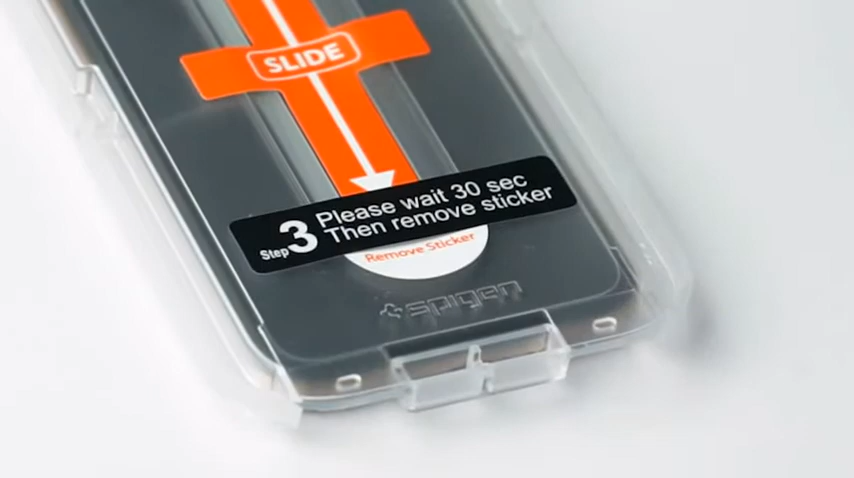 SLIDE
Step 3 Please wait 30 sec
Then remove sticker
Remove Sticker
spigen